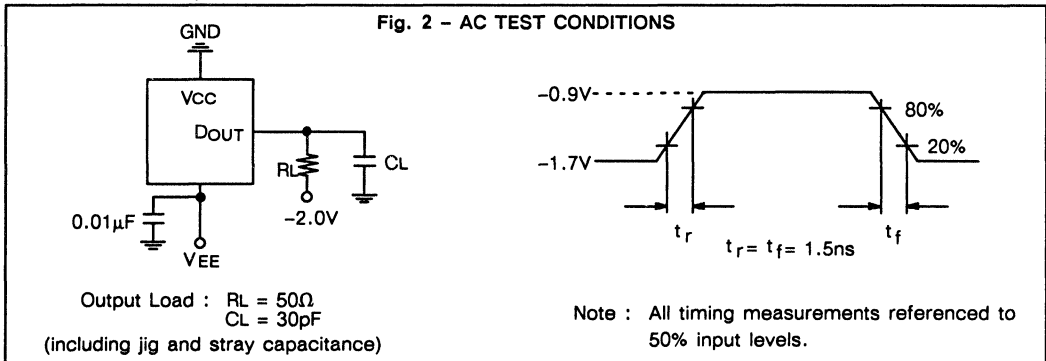 Fig. 2 – AC TEST CONDITIONS
GND
VCC
DOUT
RL
CL
–2.0V
0.01µF
VEE
Output Load : RL = 50Ω
CL = 30pF
(including jig and stray capacitance)
–0.9V
80%
–1.7V
20%
tr
tr = tf = 1.5ns
tf
Note : All timing measurements referenced to
50% input levels.